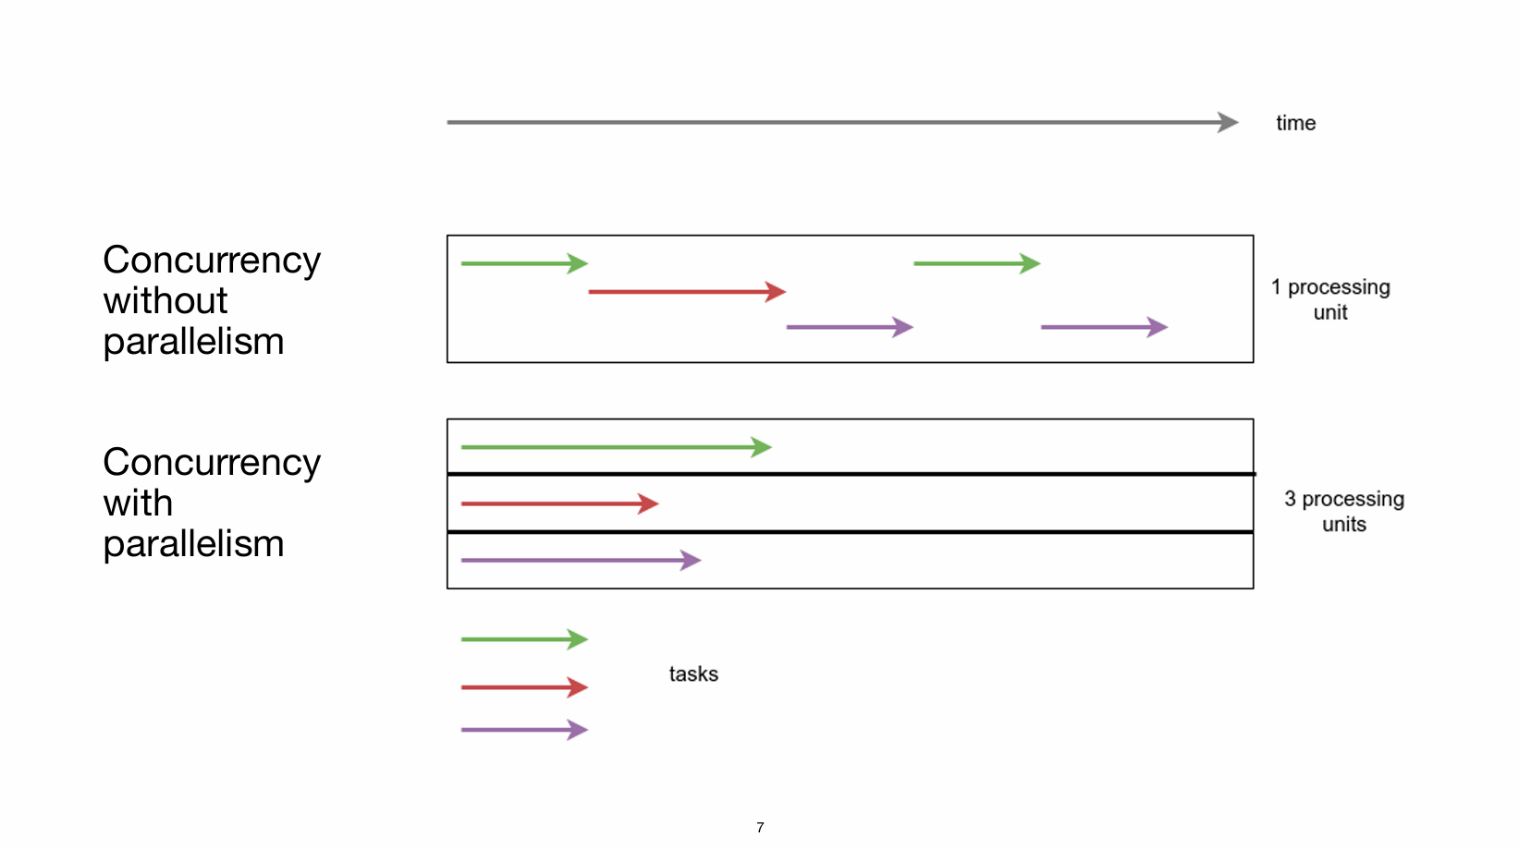 time
Concurrency
without
parallelism
1 processing
unit
Concurrency
with
parallelism
3 processing
units
tasks
7